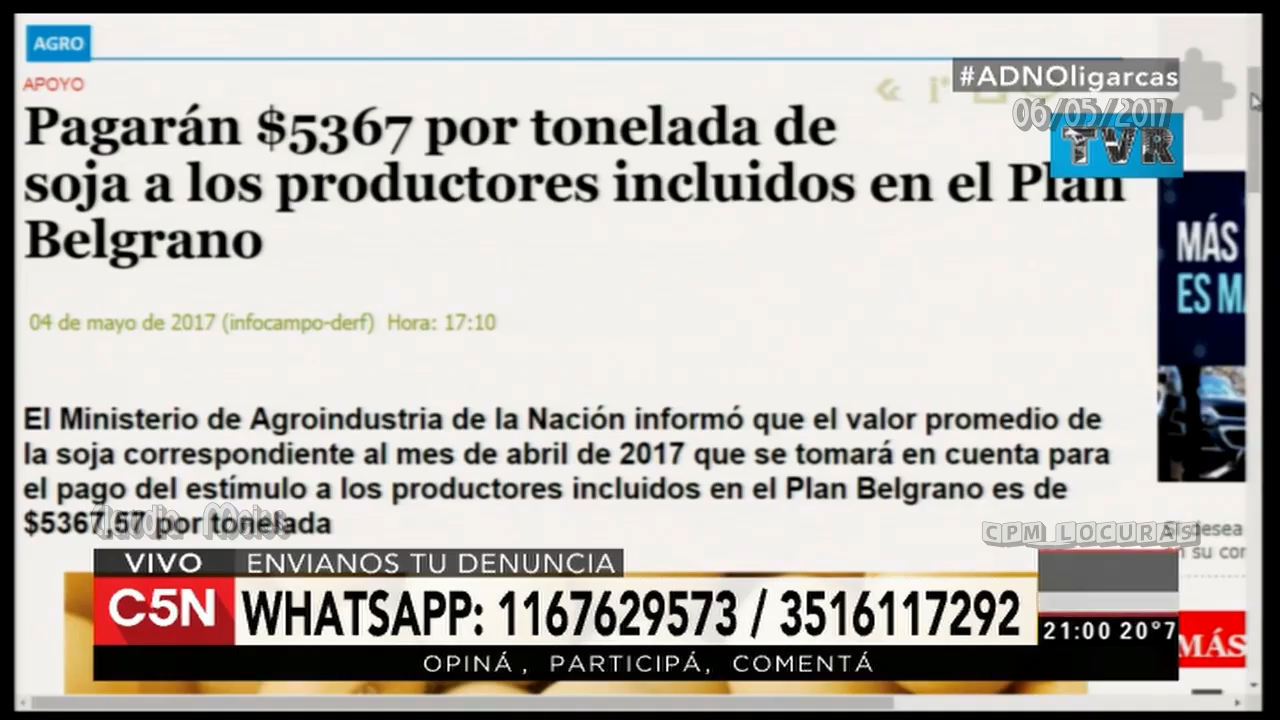 AGRO
APOYO
#ADNOligarcas
06/05/2017
TVR
Pagarán $5367 por tonelada de
soja a los productores incluidos en el Plan
Belgrano
04 de mayo de 2017 (infocampo-derf) Hora: 17:10
MÁS
ES MÁ
El Ministerio de Agroindustria de la Nación informó que el valor promedio de
la soja correspondiente al mes de abril de 2017 que se tomará en cuenta para
el pago del estímulo a los productores incluidos en el Plan Belgrano es de
$5367,57 por tonelada
CPM LOCURAS
Si desea
en su cor
VIVO ENVIANOS TU DENUNCIA
C5N WHATSAPP: 1167629573 / 3516117292
21:00 20°7
MÁS
OPINÁ, PARTICIPÁ, COMENTÁ